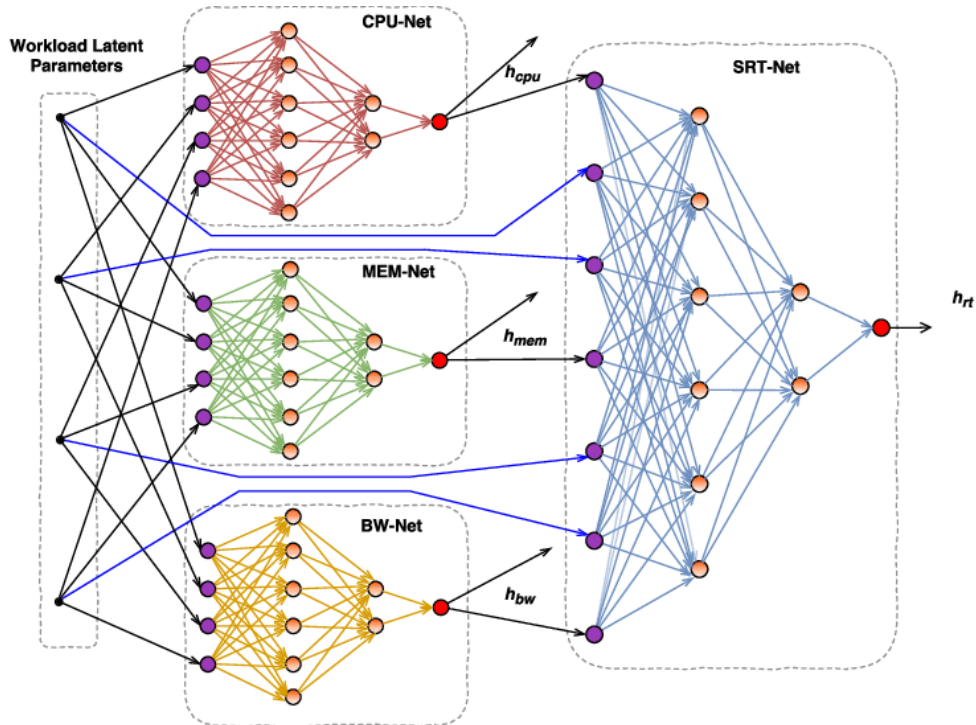 CPU-Net
Workload Latent
Parameters
h_cpu
SRT-Net
MEM-Net
h_mem
h_rt
BW-Net
h_bw